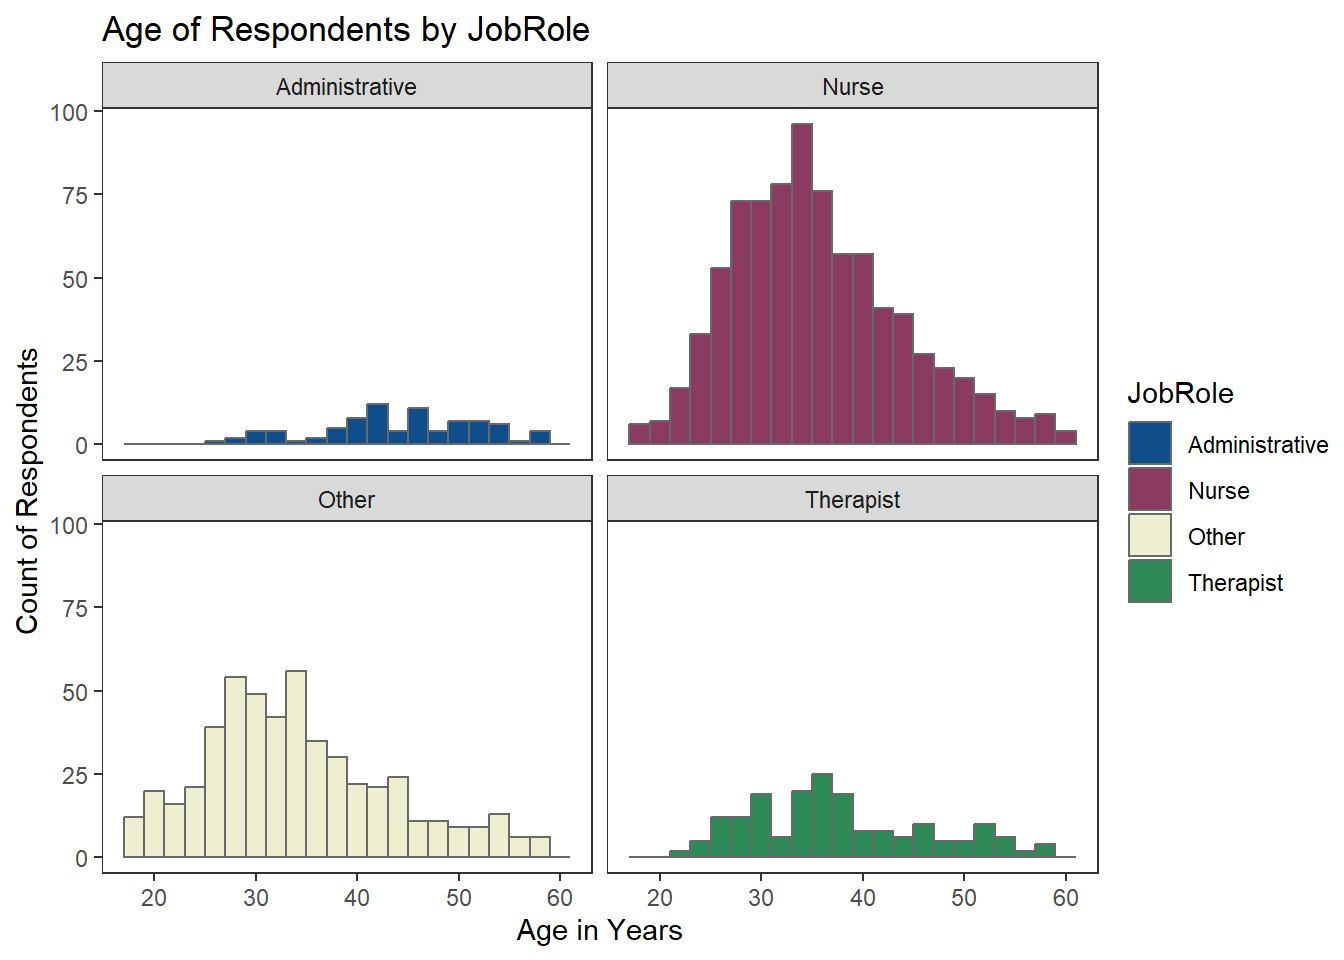 Age of Respondents by JobRole
Administrative
Nurse
100
75
50
25
0
Other
Therapist
100
75
50
25
0
20
30
40
50
60
20
30
40
50
60
Age in Years
Count of Respondents
JobRole
Administrative
Nurse
Other
Therapist